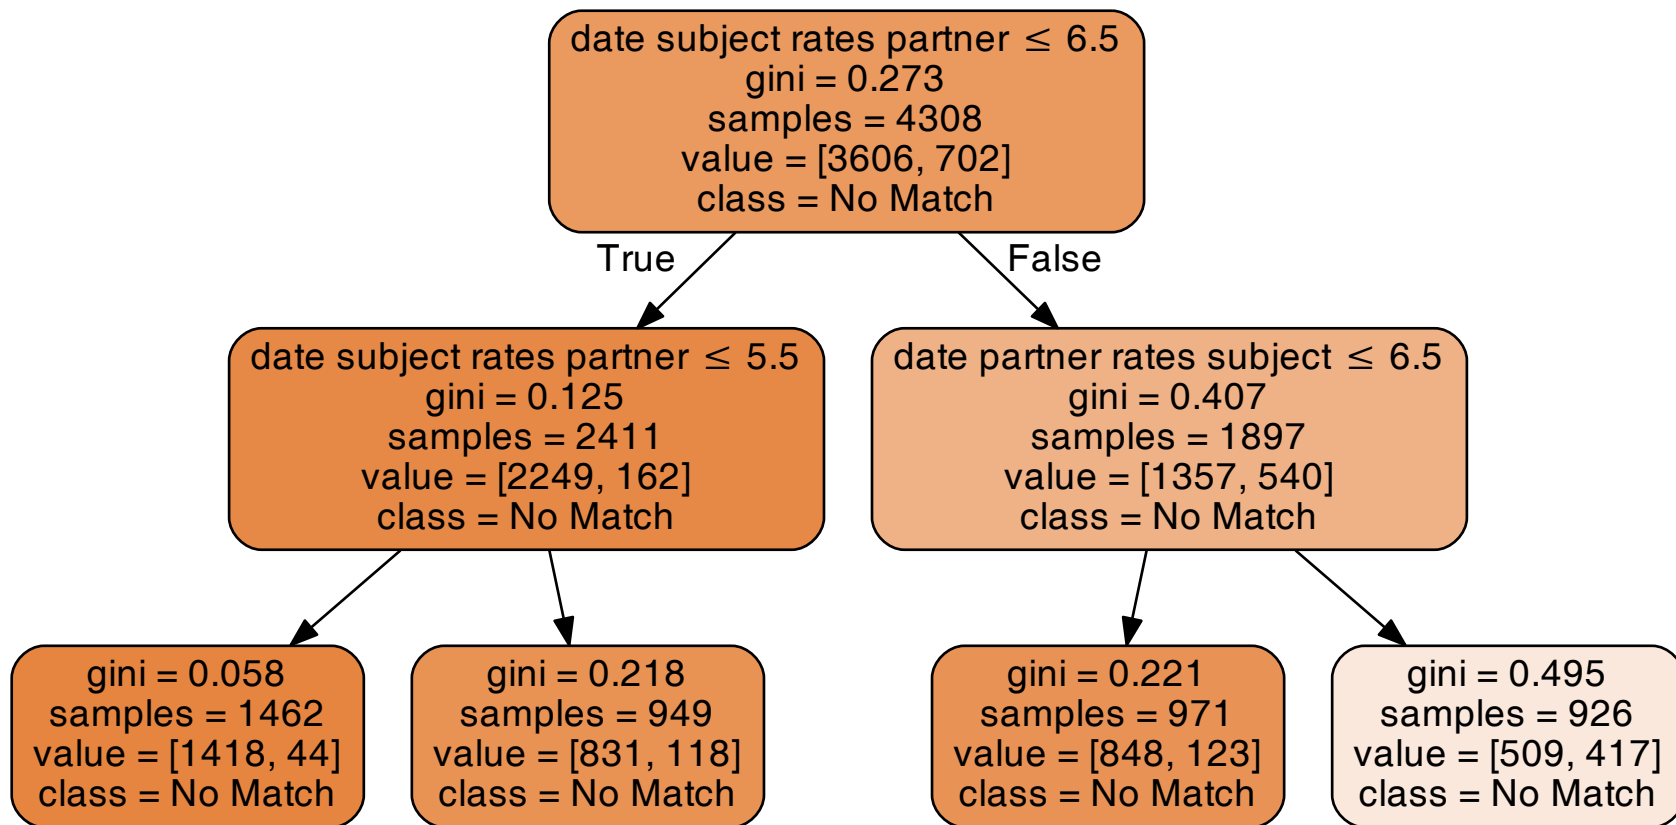 date subject rates partner ≤ 6.5
gini = 0.273
samples = 4308
value = [3606, 702]
class = No Match
True
False
date subject rates partner ≤ 5.5
gini = 0.125
samples = 2411
value = [2249, 162]
class = No Match
date partner rates subject ≤ 6.5
gini = 0.407
samples = 1897
value = [1357, 540]
class = No Match
gini = 0.058
samples = 1462
value = [1418, 44]
class = No Match
gini = 0.218
samples = 949
value = [831, 118]
class = No Match
gini = 0.221
samples = 971
value = [848, 123]
class = No Match
gini = 0.495
samples = 926
value = [509, 417]
class = No Match